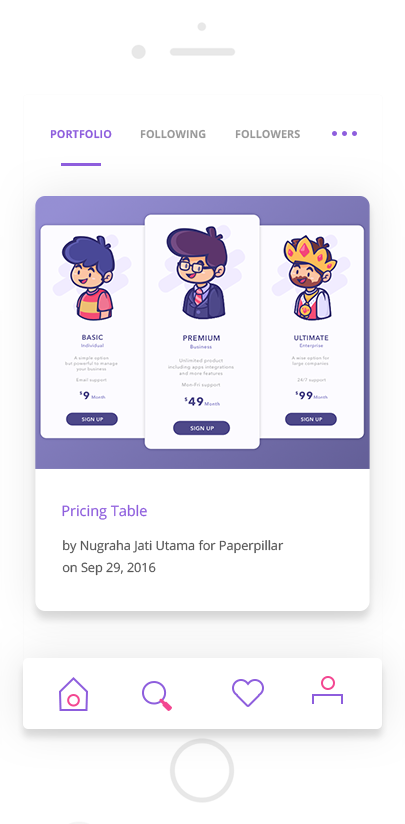 PORTFOLIO FOLLOWING FOLLOWERS
BASIC
Individual
A simple option
but powerful to manage
your business
Email support
$9 /Month
SIGN UP
PREMIUM
Business
Unlimited product
including apps integrations
and more features
Mon-Fri support
$49 /Month
SIGN UP
ULTIMATE
Enterprise
A wise option for
large companies
24/7 support
$99 /Month
SIGN UP
Pricing Table
by Nugraha Jati Utama for Paperpillar
on Sep 29, 2016